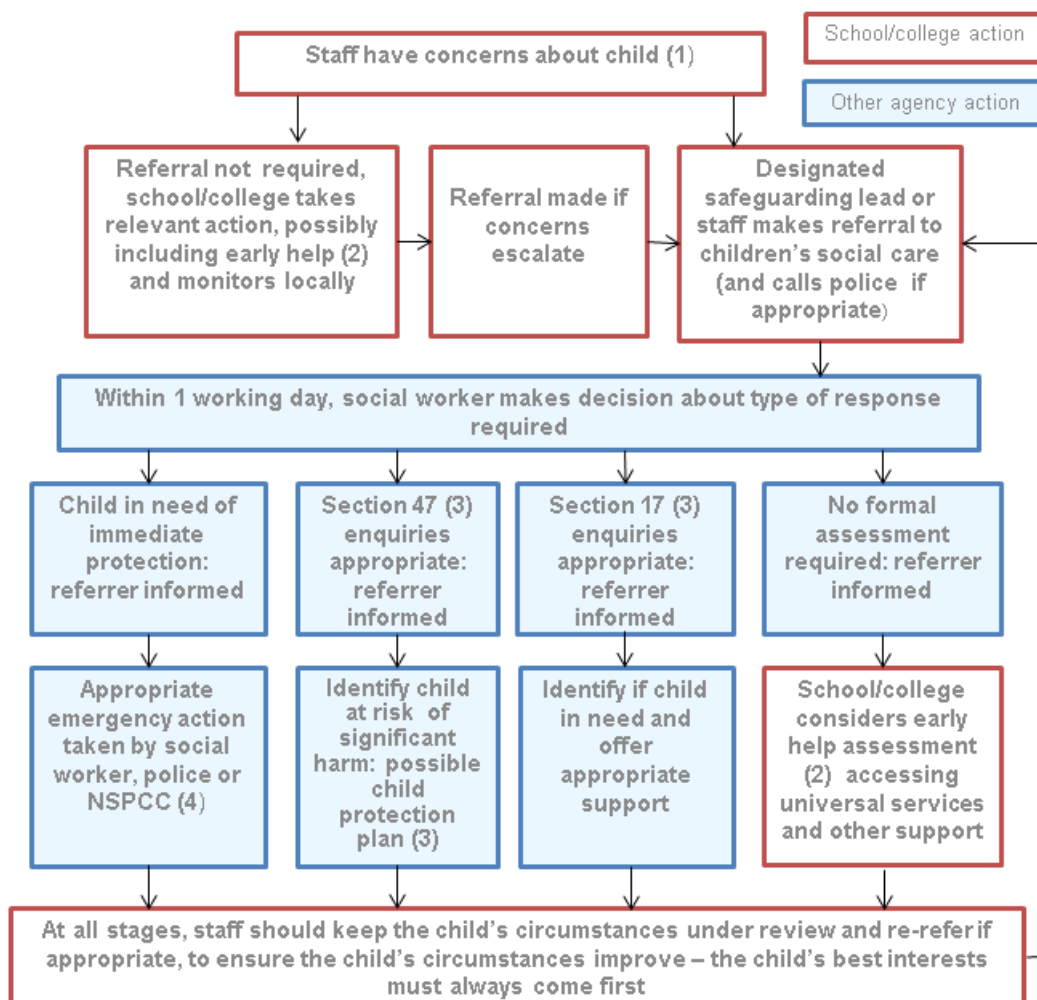 School/college action
Staff have concerns about child (1)
Other agency action
Referral not required,
school/college takes
relevant action, possibly
including early help (2)
and monitors locally
Referral made if
concerns
escalate
Designated
safeguarding lead or
staff makes referral to
children’s social care
(and calls police if
appropriate)
Within 1 working day, social worker makes decision about type of response
required
Child in need of
immediate
protection:
referrer informed
Section 47 (3)
enquiries
appropriate:
referrer
informed
Section 17 (3)
enquiries
appropriate:
referrer
informed
No formal
assessment
required: referrer
informed
Appropriate
emergency action
taken by social
worker, police or
NSPCC (4)
Identify child
at risk of
significant
harm: possible
child
protection
plan (3)
Identify if child
in need and
offer
appropriate
support
School/college
considers early
help assessment
(2) accessing
universal services
and other support
At all stages, staff should keep the child’s circumstances under review and re-refer if
appropriate, to ensure the child’s circumstances improve – the child’s best interests
must always come first